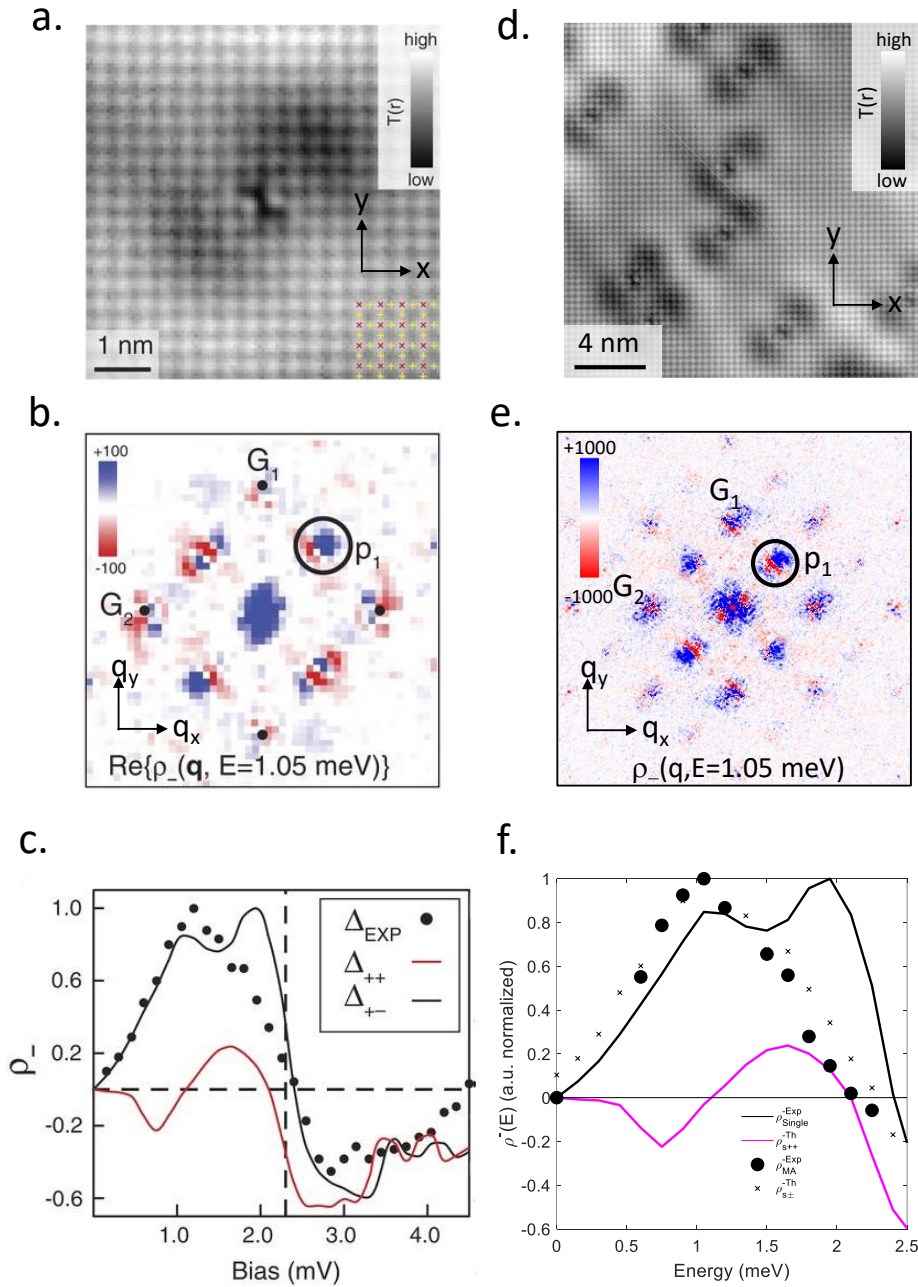 a.
high
T(r)
low
y
x
1 nm
d.
high
T(r)
low
y
x
4 nm
b.
+100
-100
G1
p1
G2
qy
qx
Re{ρ_(q, E=1.05 meV)}
e.
+1000
-1000
G1
p1
G2
qy
qx
ρ_(q,E=1.05 meV)
c.
1.0
0.6
0.2
-0.2
-0.6
ρ_
ΔEXP
Δ++
Δ+−
1.0 2.0 3.0 4.0
Bias (mV)
f.
1
0.8
0.6
0.4
0.2
0
-0.2
-0.4
-0.6
ρ-(E) (a.u. normalized)
ρ-Exp Single
ρ-Th s++
ρ-Exp MA
ρ-Th s±
0 0.5 1 1.5 2 2.5
Energy (meV)